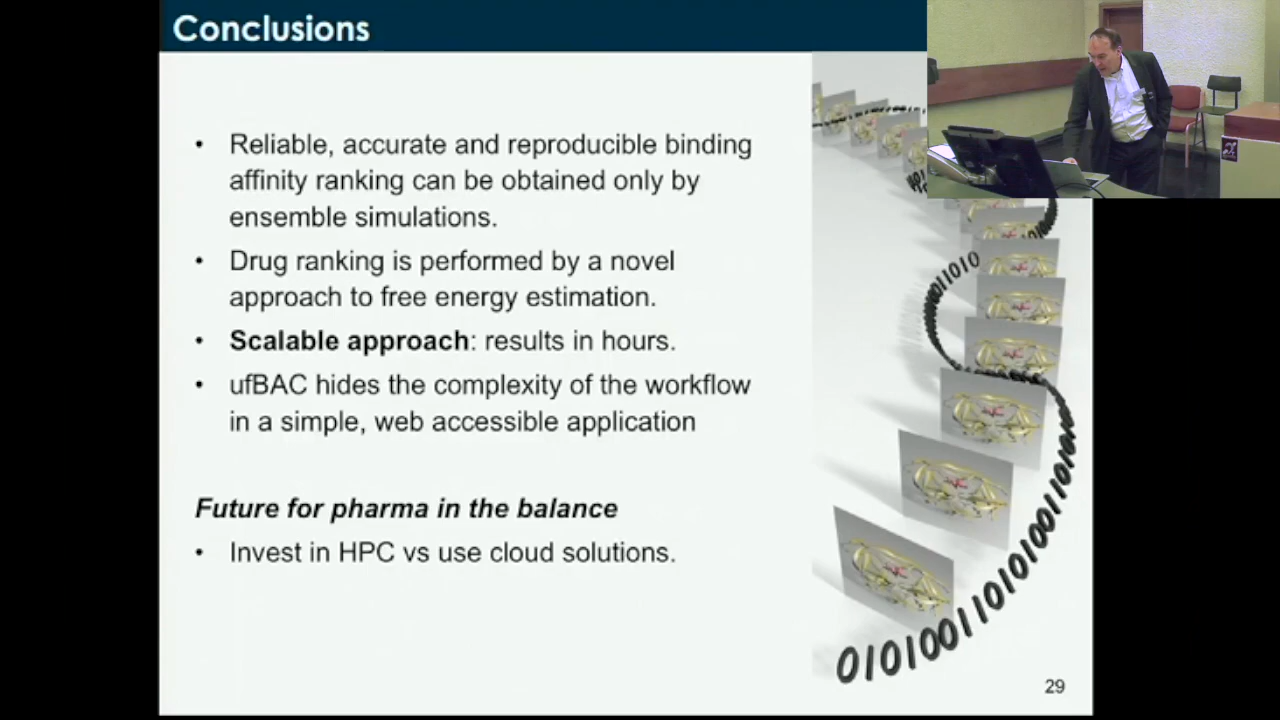 Conclusions
• Reliable, accurate and reproducible binding
affinity ranking can be obtained only by
ensemble simulations.
• Drug ranking is performed by a novel
approach to free energy estimation.
• Scalable approach: results in hours.
• ufBAC hides the complexity of the workflow
in a simple, web accessible application
Future for pharma in the balance
• Invest in HPC vs use cloud solutions.
011010
010100110101001101010
29